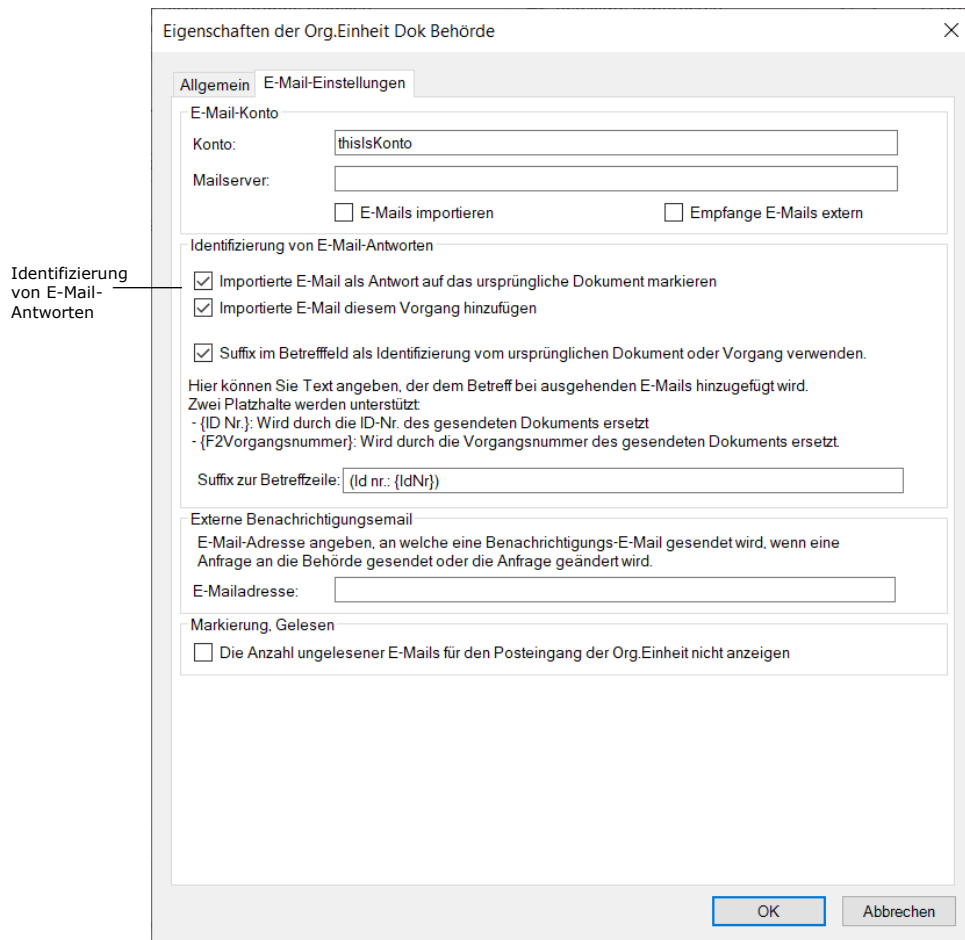 Eigenschaften der Org.Einheit Dok Behörde
Allgemein
E-Mail-Einstellungen
E-Mail-Konto
Konto: thisIsKonto
Mailserver:
E-Mails importieren
Empfange E-Mails extern
Identifizierung von E-Mail-Antworten
Identifizierung
von E-Mail-
Antworten
Importierte E-Mail als Antwort auf das ursprüngliche Dokument markieren
Importierte E-Mail diesem Vorgang hinzufügen
Suffix im Betrefffeld als Identifizierung vom ursprünglichen Dokument oder Vorgang verwenden.
Hier können Sie Text angeben, der dem Betreff bei ausgehenden E-Mails hinzugefügt wird.
Zwei Platzhalte werden unterstützt:
- {ID Nr.}: Wird durch die ID-Nr. des gesendeten Dokuments ersetzt
- {F2Vorgangsnummer}: Wird durch die Vorgangsnummer des gesendeten Dokuments ersetzt.
Suffix zur Betreffzeile: (Id nr.: {IdNr})
Externe Benachrichtigungsemail
E-Mail-Adresse angeben, an welche eine Benachrichtigungs-E-Mail gesendet wird, wenn eine
Anfrage an die Behörde gesendet oder die Anfrage geändert wird.
E-Mailadresse:
Markierung, Gelesen
Die Anzahl ungelesener E-Mails für den Posteingang der Org.Einheit nicht anzeigen
OK
Abbrechen